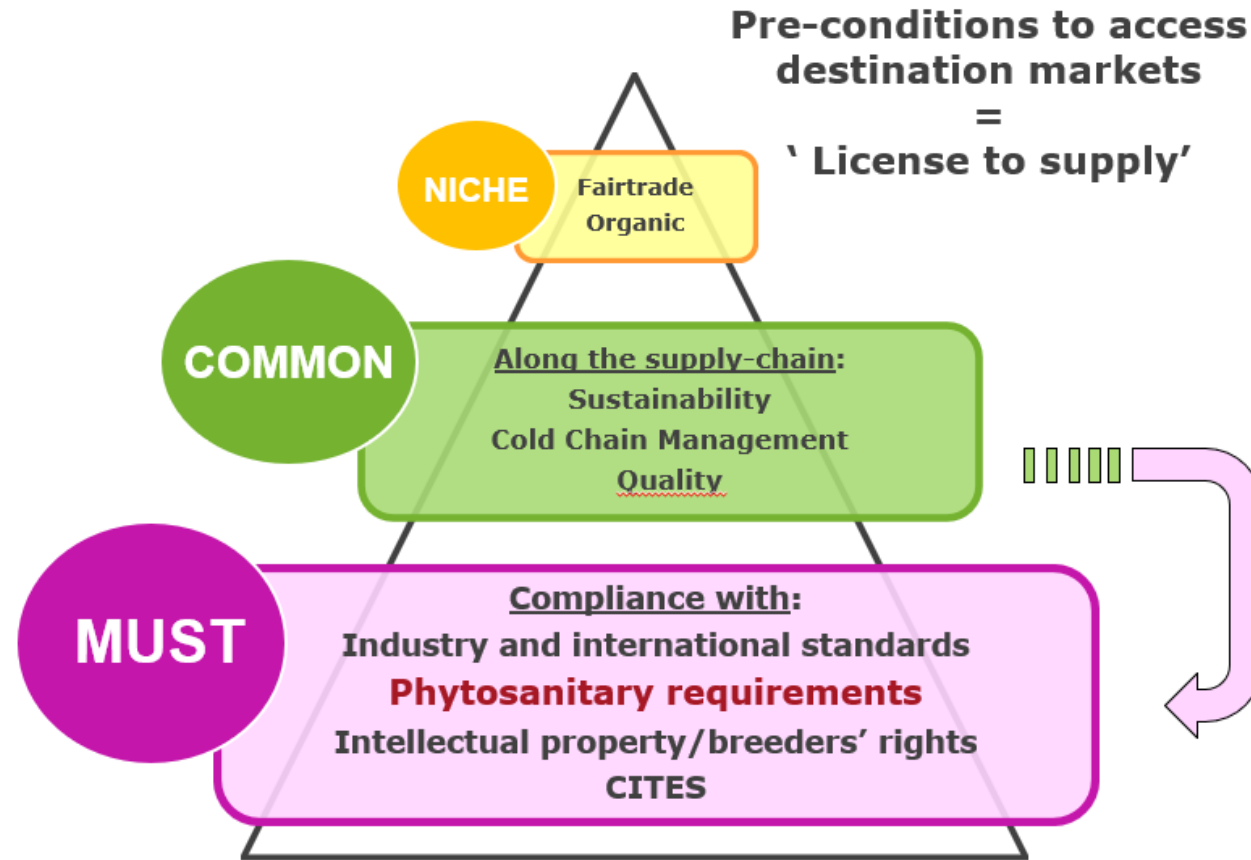 Pre-conditions to access
destination markets
=
‘ License to supply’
NICHE
Fairtrade
Organic
COMMON
Along the supply-chain:
Sustainability
Cold Chain Management
Quality
MUST
Compliance with:
Industry and international standards
Phytosanitary requirements
Intellectual property/breeders’ rights
CITES